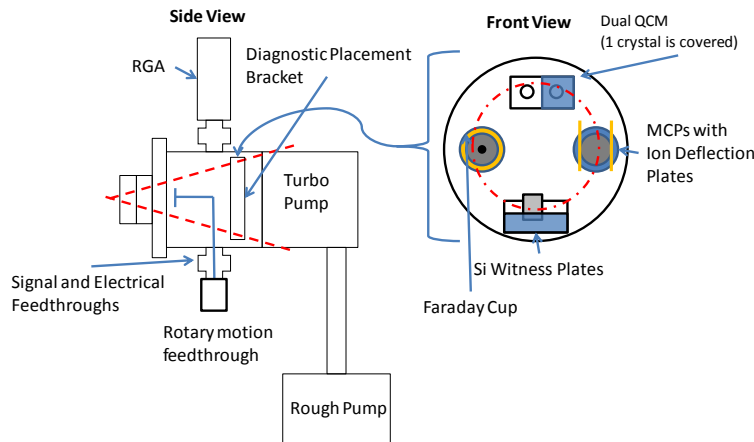 Side View
Front View
Dual QCM
(1 crystal is covered)
RGA
Diagnostic Placement
Bracket
MCPs with
Ion Deflection
Plates
Turbo
Pump
Signal and Electrical
Feedthroughs
Si Witness Plates
Faraday Cup
Rotary motion
feedthrough
Rough Pump